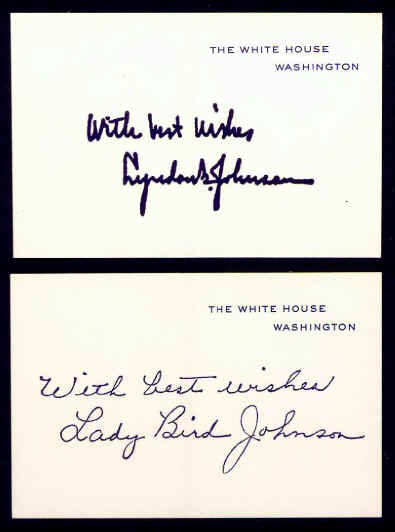 THE WHITE HOUSE
WASHINGTON
With best wishes
Lyndon B. Johnson
THE WHITE HOUSE
WASHINGTON
With best wishes
Lady Bird Johnson